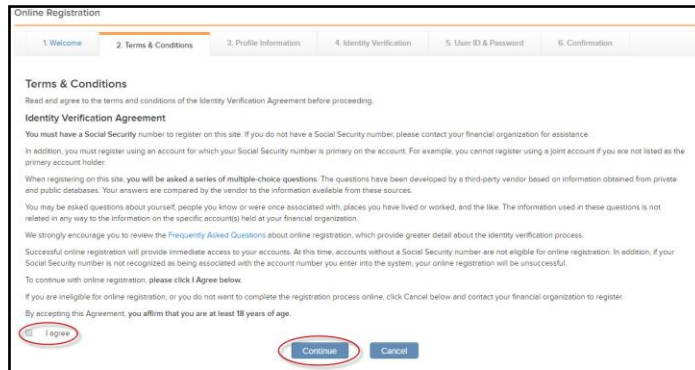 Online Registration
1. Welcome
2. Terms & Conditions
3. Profile Information
4. Identity Verification
5. User ID & Password
6. Confirmation
Terms & Conditions
Read and agree to the terms and conditions of the Identity Verification Agreement before proceeding.
Identity Verification Agreement
You must have a Social Security number to register on this site. If you do not have a Social Security number, please contact your financial organization for assistance.
In addition, you must register using an account for which your Social Security number is primary on the account. For example, you cannot register using a joint account if you are not listed as the
primary account holder.
When registering on this site, you will be asked a series of multiple-choice questions. The questions have been developed by a third-party vendor based on information obtained from private
and public databases. Your answers are compared by the vendor to the information available from these sources.
You may be asked questions about yourself, people you know or were once associated with, places you have lived or worked, and the like. The information used in these questions is not
related in any way to the information on the specific account(s) held at your financial organization.
We strongly encourage you to review the Frequently Asked Questions about online registration, which provide greater detail about the identity verification process.
Successful online registration will provide immediate access to your accounts. At this time, accounts without a Social Security number are not eligible for online registration. In addition, if your
Social Security number is not recognized as being associated with the account number you enter into the system, your online registration will be unsuccessful.
To continue with online registration, please click I Agree below.
If you are ineligible for online registration, or you do not want to complete the registration process online, click Cancel below and contact your financial organization to register.
By accepting this Agreement, you affirm that you are at least 18 years of age.
I agree
Continue
Cancel